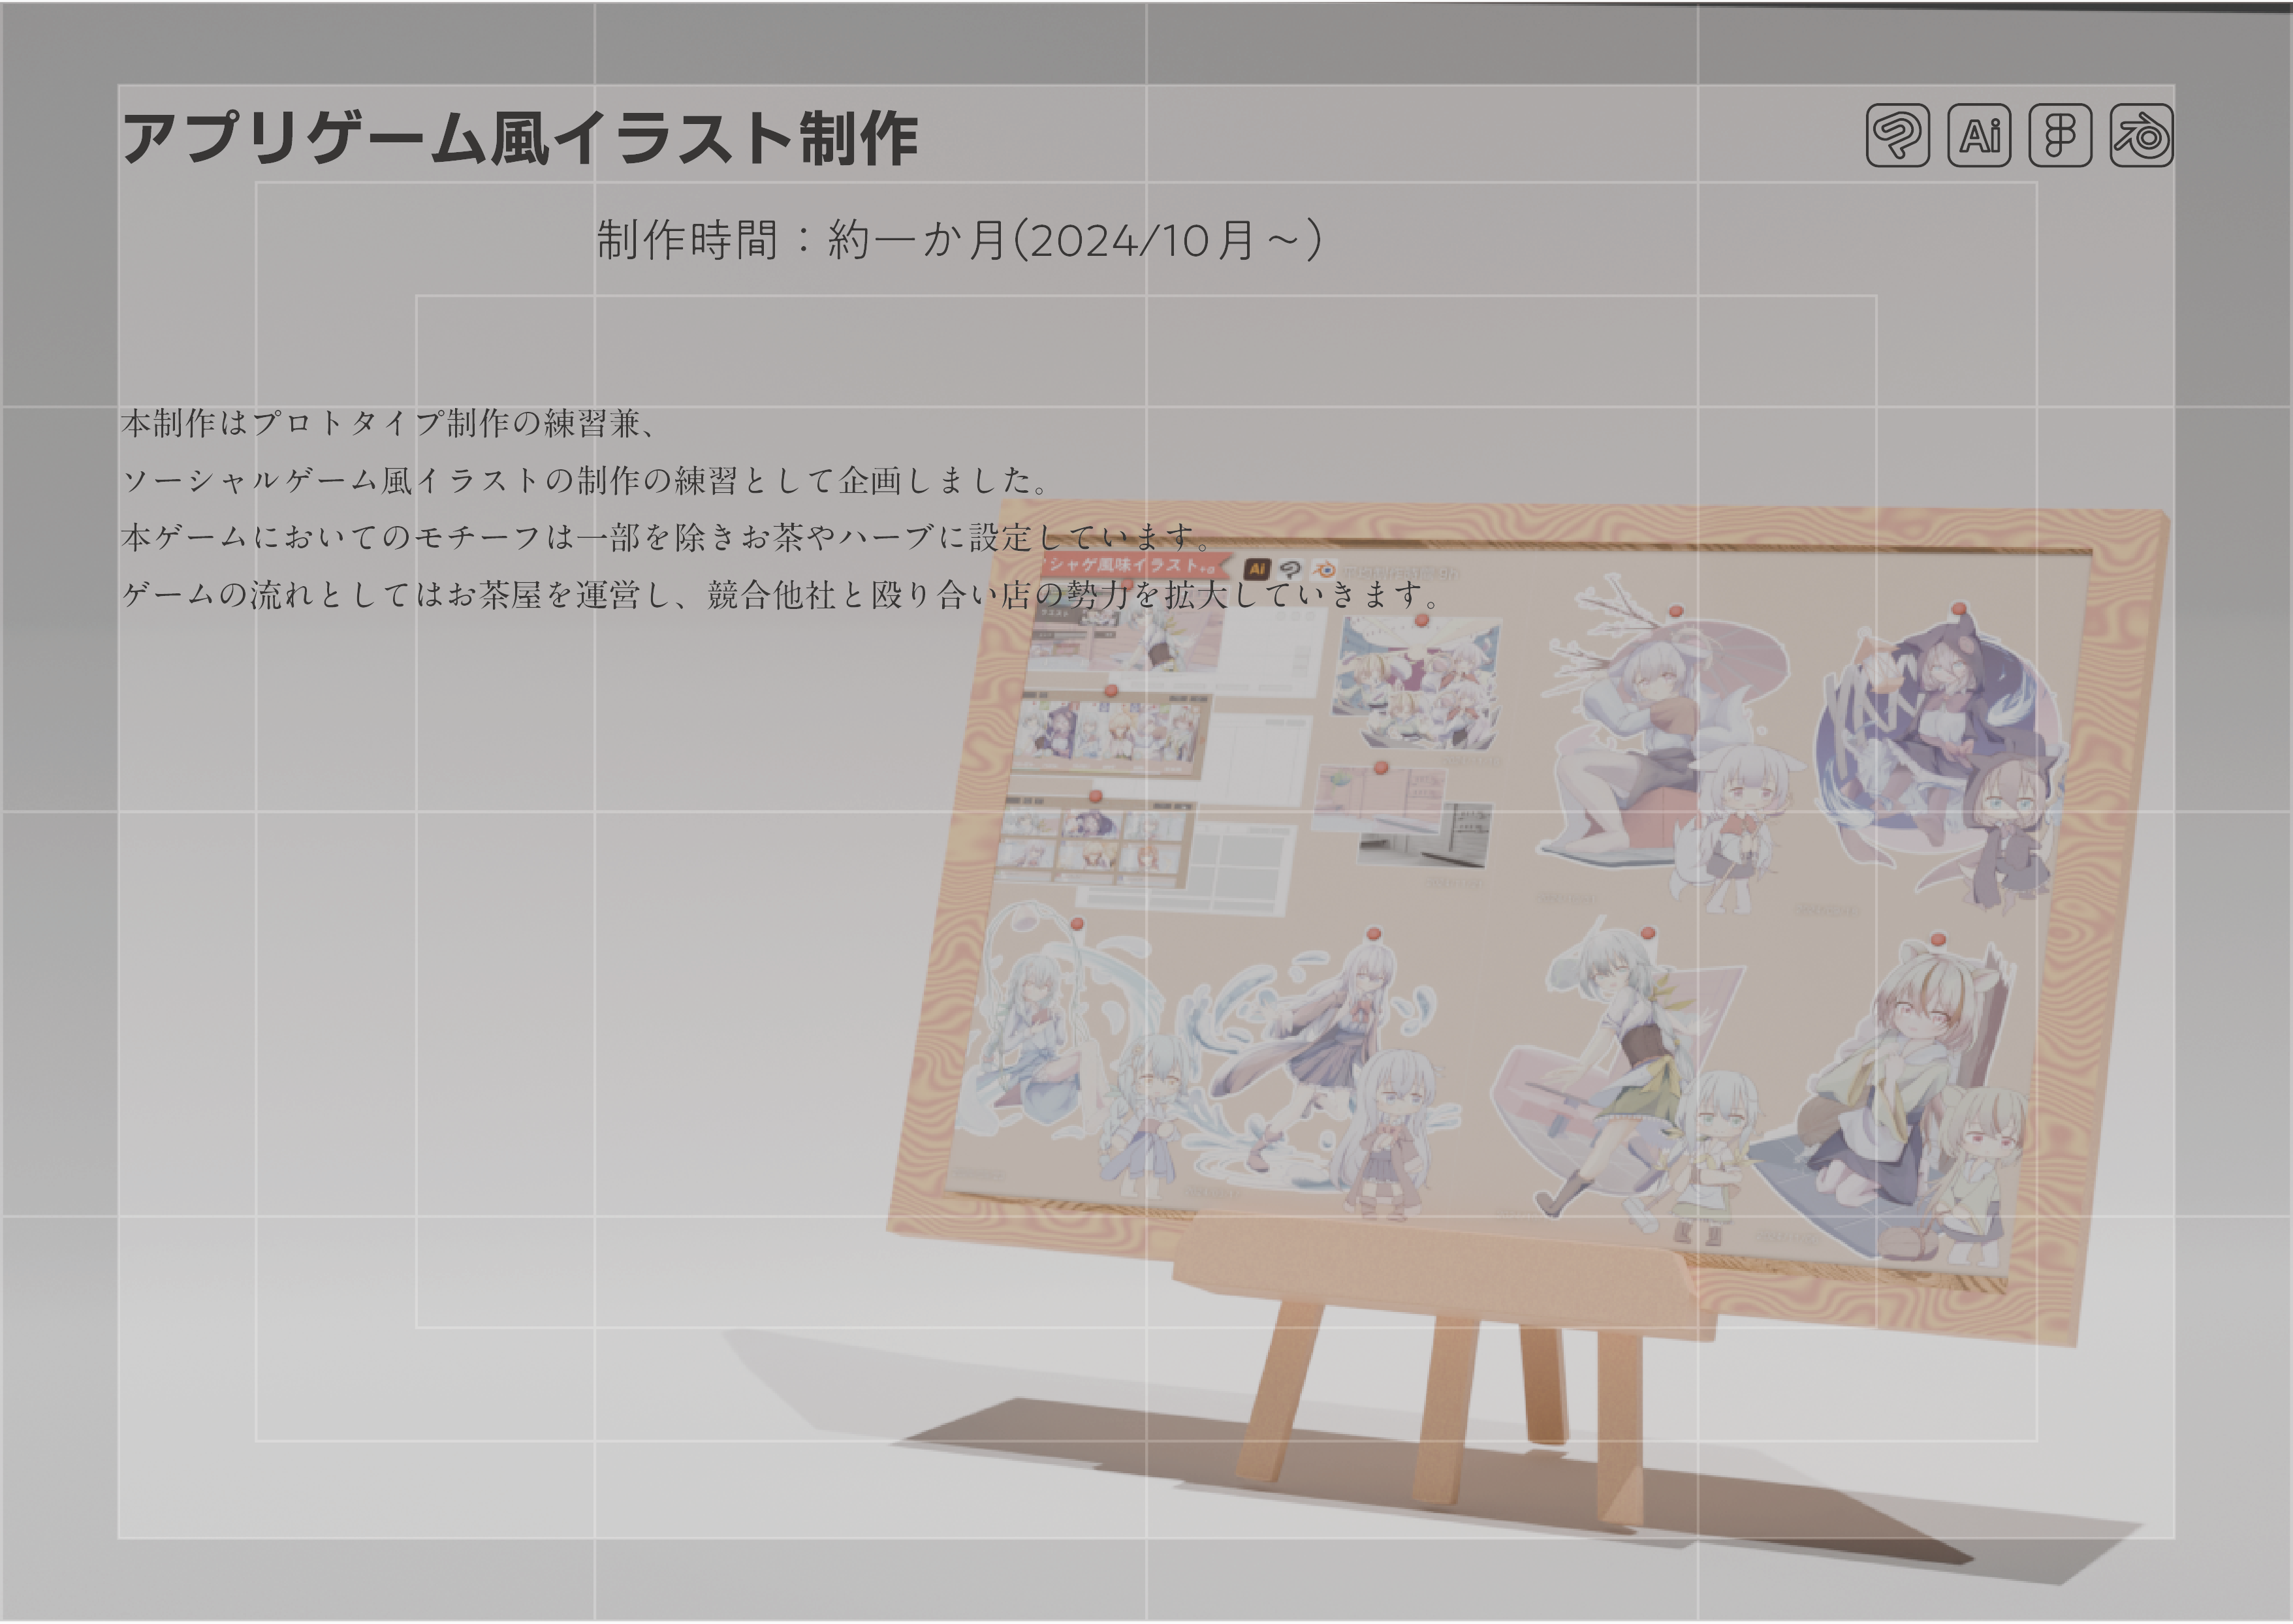 アプリゲーム風イラスト制作
Ai
制作時間：約一か月(2024/10月～)
本制作はプロトタイプ制作の練習兼、
ソーシャルゲーム風イラストの制作の練習として企画しました。
本ゲームにおいてのモチーフは一部を除きお茶やハーブに設定しています。
ゲームの流れとしてはお茶屋を運営し、競合他社と殴り合い店の勢力を拡大していきます。
シャゲ風味イラスト+α
Ai